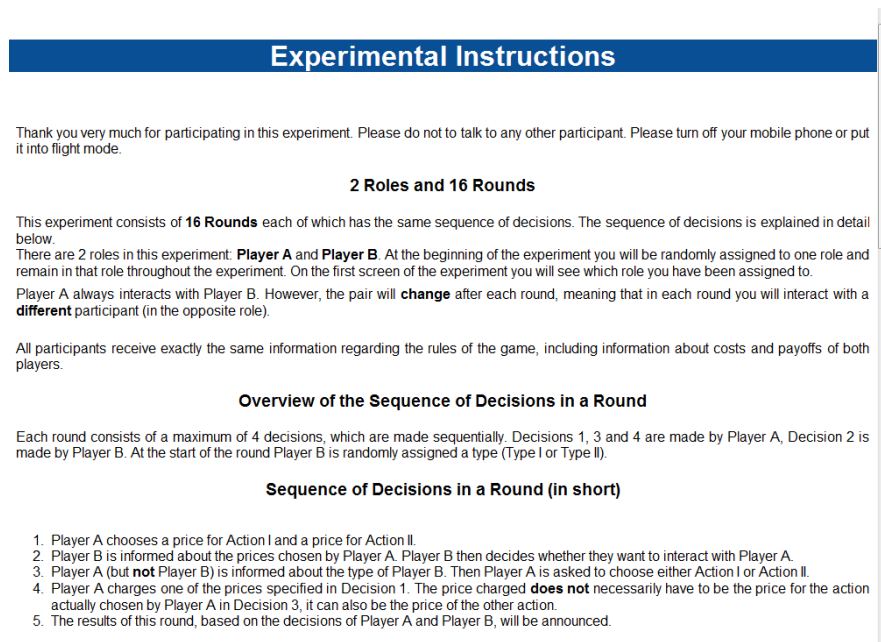 Experimental Instructions
Thank you very much for participating in this experiment. Please do not to talk to any other participant. Please turn off your mobile phone or put
it into flight mode.
2 Roles and 16 Rounds
This experiment consists of 16 Rounds each of which has the same sequence of decisions. The sequence of decisions is explained in detail
below.
There are 2 roles in this experiment: Player A and Player B. At the beginning of the experiment you will be randomly assigned to one role and
remain in that role throughout the experiment. On the first screen of the experiment you will see which role you have been assigned to.
Player A always interacts with Player B. However, the pair will change after each round, meaning that in each round you will interact with a
different participant (in the opposite role).
All participants receive exactly the same information regarding the rules of the game, including information about costs and payoffs of both
players.
Overview of the Sequence of Decisions in a Round
Each round consists of a maximum of 4 decisions, which are made sequentially. Decisions 1, 3 and 4 are made by Player A, Decision 2 is
made by Player B. At the start of the round Player B is randomly assigned a type (Type I or Type II).
Sequence of Decisions in a Round (in short)
1. Player A chooses a price for Action I and a price for Action II.
2. Player B is informed about the prices chosen by Player A. Player B then decides whether they want to interact with Player A.
3. Player A (but not Player B) is informed about the type of Player B. Then Player A is asked to choose either Action I or Action II.
4. Player A charges one of the prices specified in Decision 1. The price charged does not necessarily have to be the price for the action
actually chosen by Player A in Decision 3, it can also be the price of the other action.
5. The results of this round, based on the decisions of Player A and Player B, will be announced.